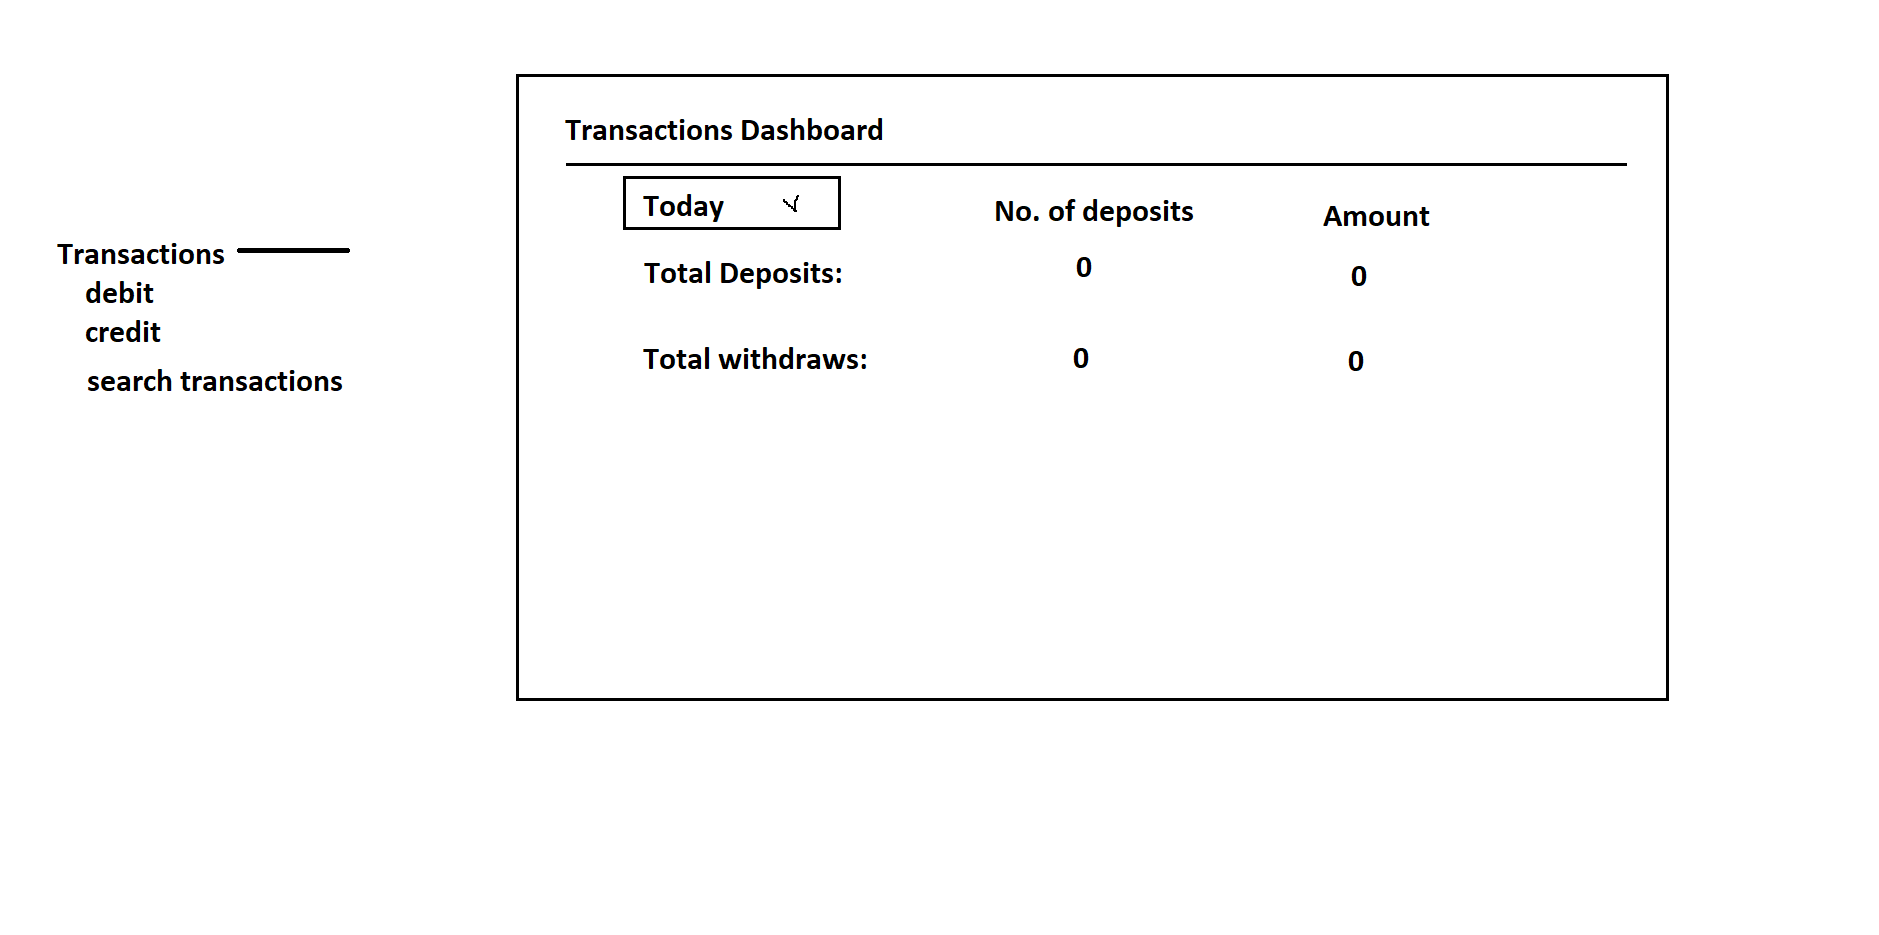 Transactions
debit
credit
search transactions
Transactions Dashboard
Today No. of deposits Amount
Total Deposits: 0 0
Total withdraws: 0 0